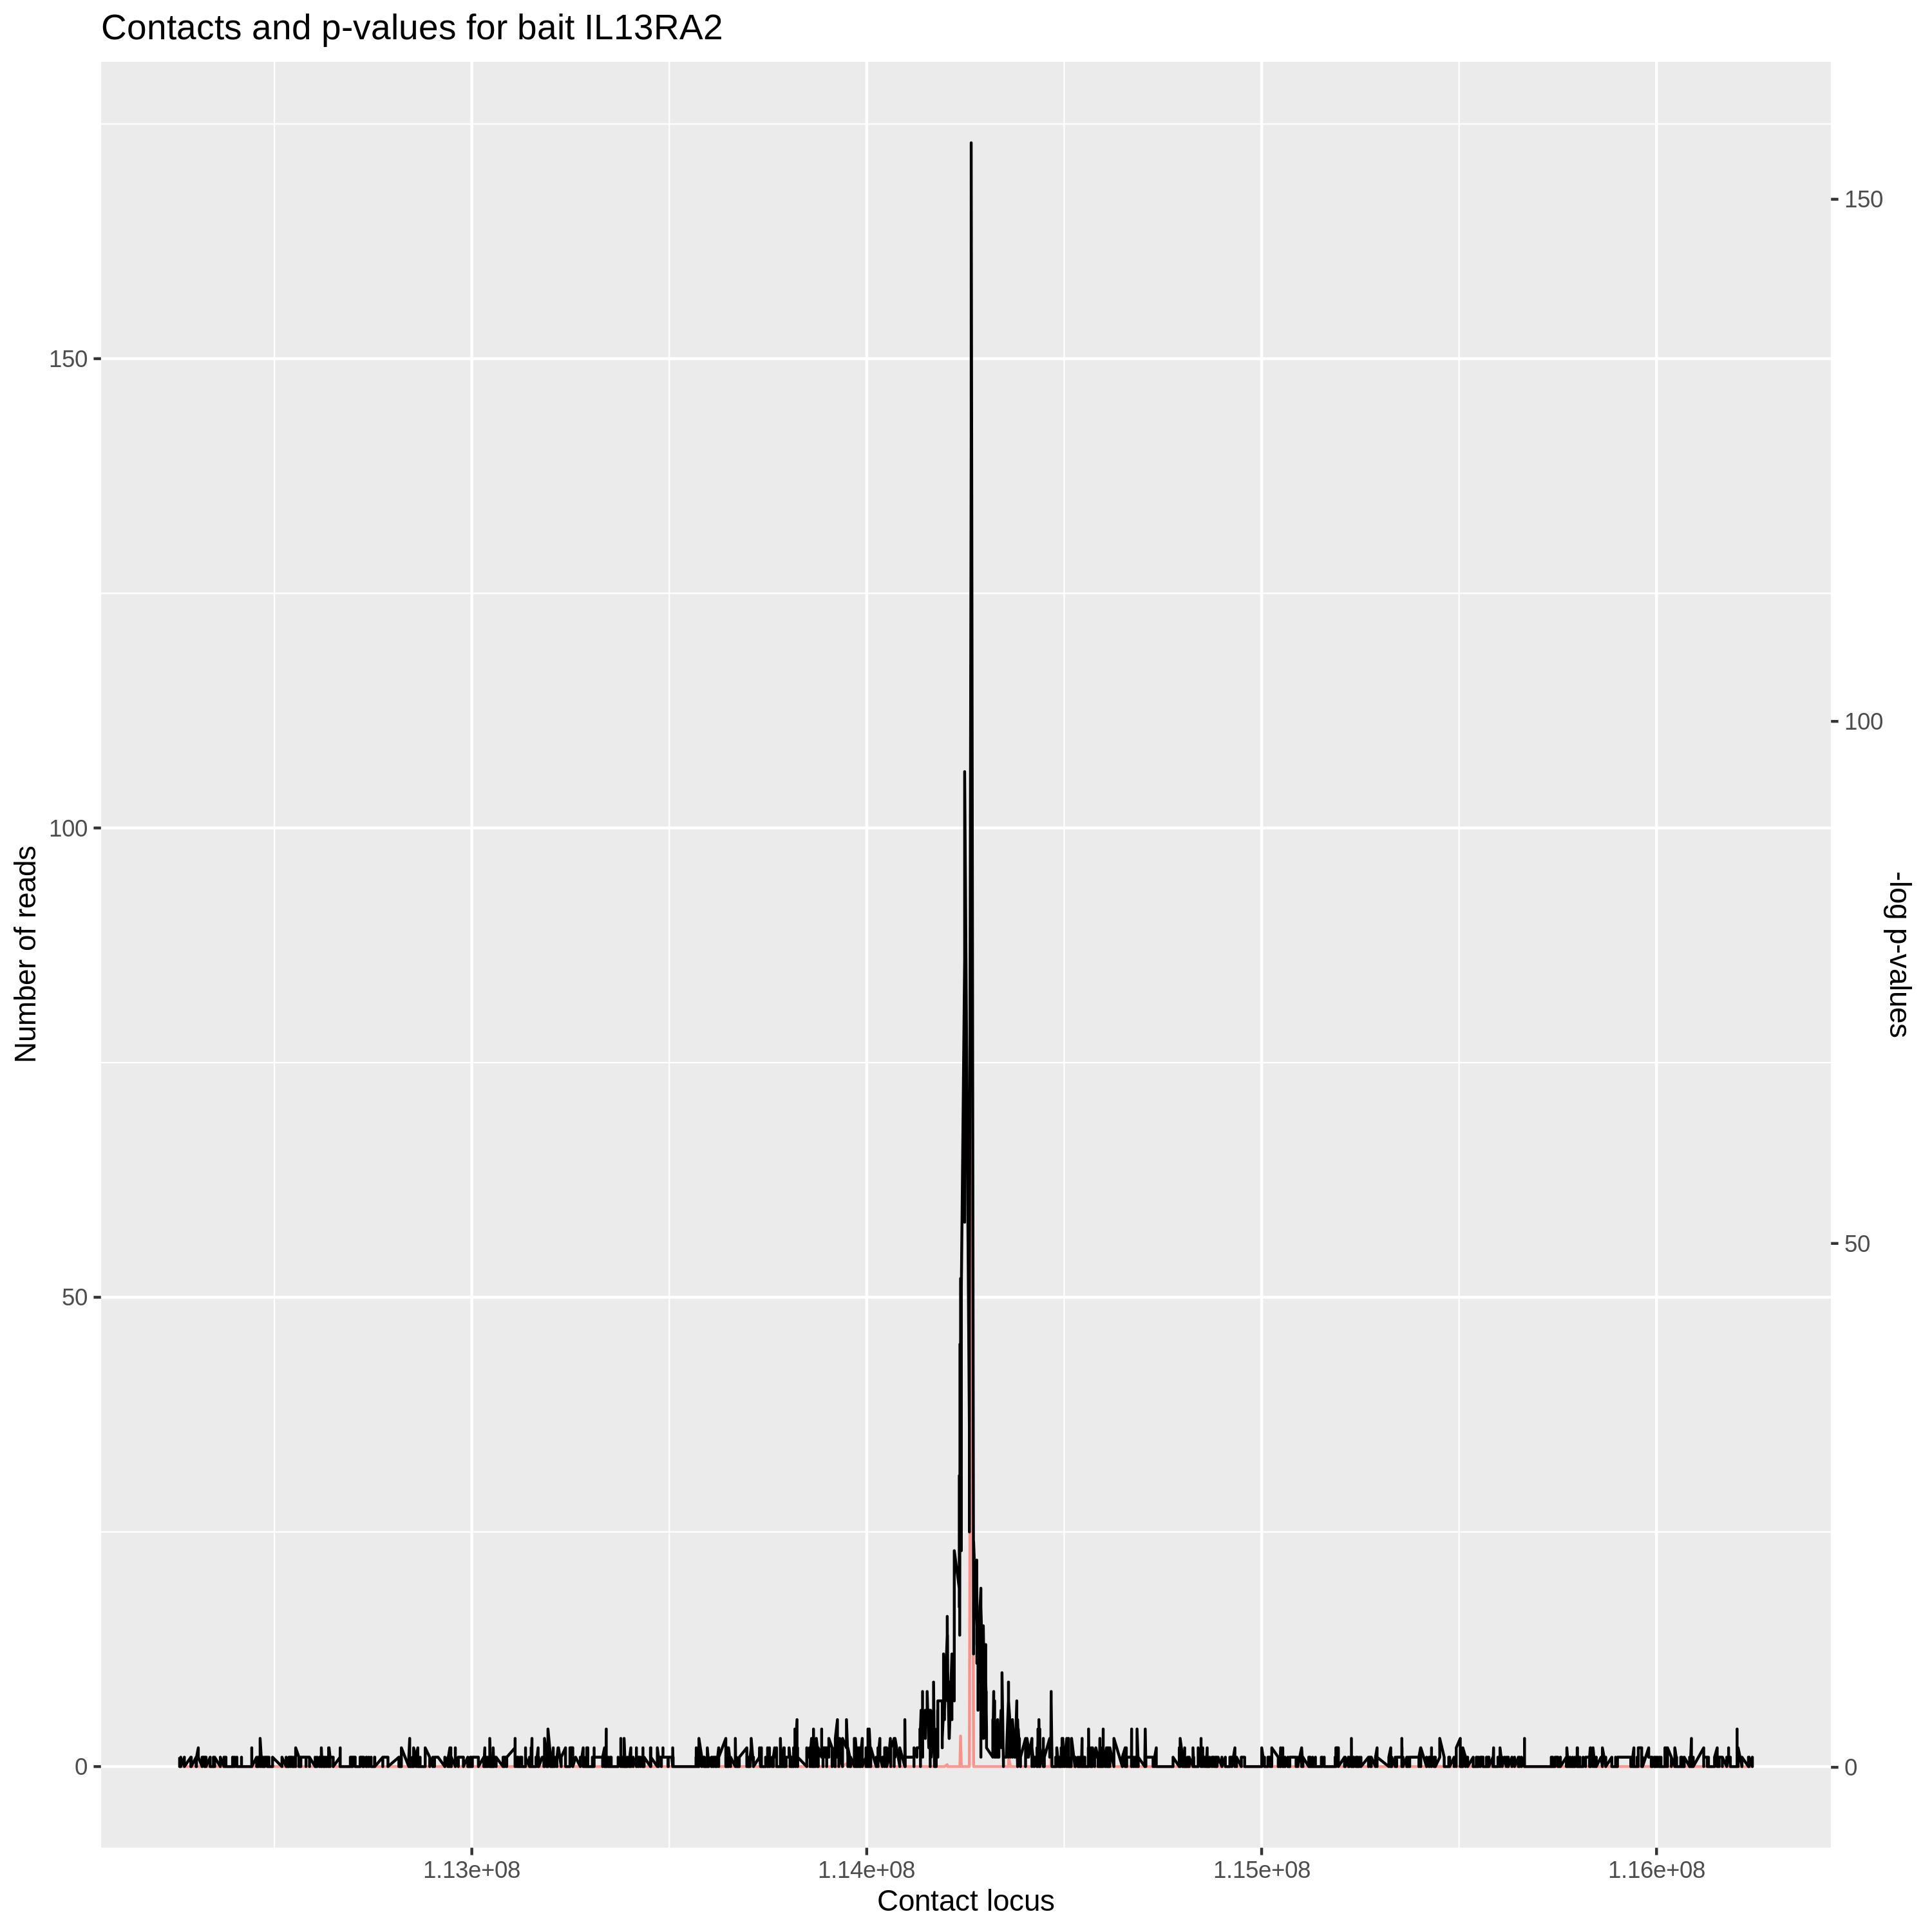 Contacts and p-values for bait IL13RA2
150
100
50
0
Number of reads
150
100
50
0
-log p-values
1.13e+08
1.14e+08
1.15e+08
1.16e+08
Contact locus